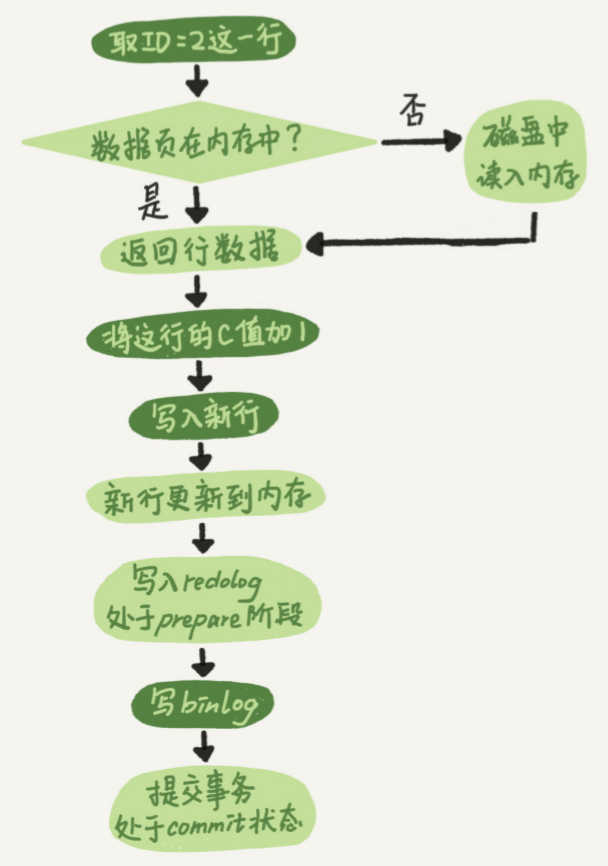 取ID=2这一行
数据页在内存中?
否
磁盘中
读入内存
是
返回行数据
将这行的C值加1
写入新行
新行更新到内存
写入redolog
处于prepare阶段
写binlog
提交事务
处于commit状态